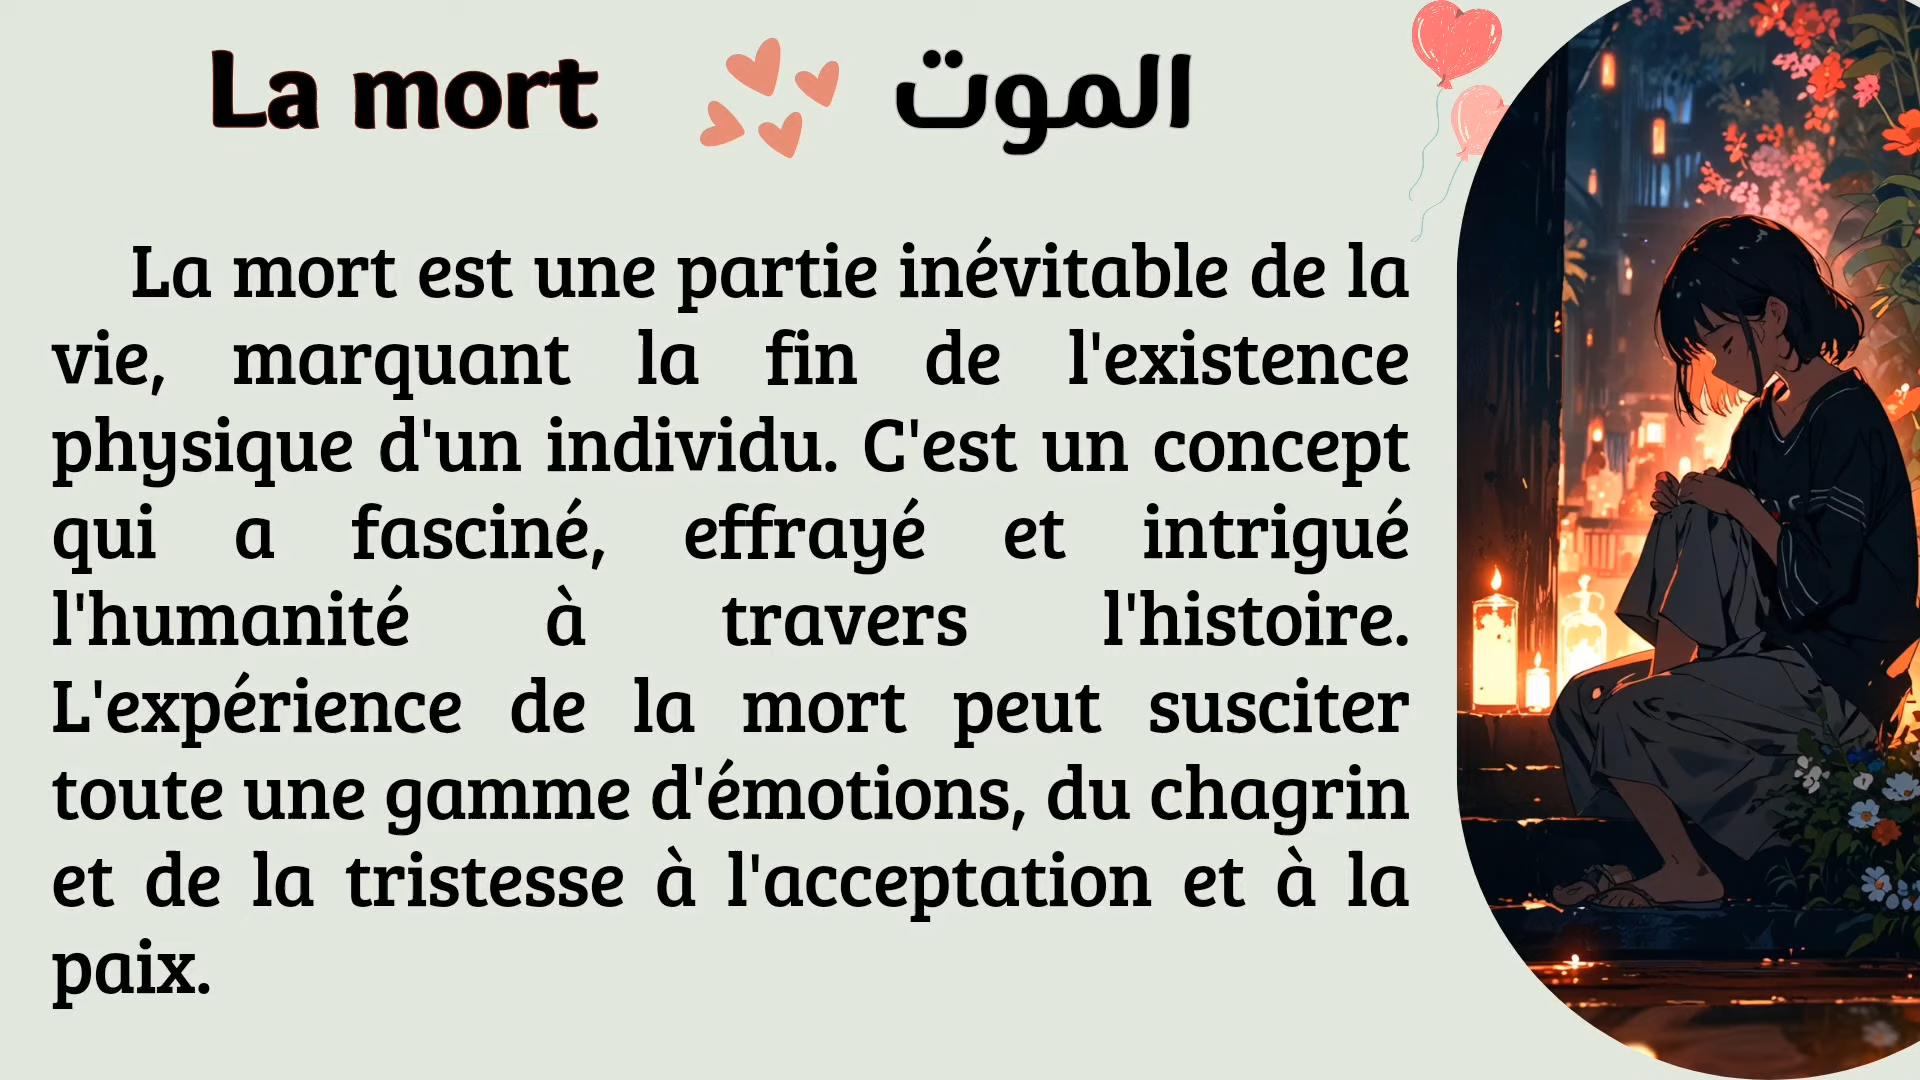 La mort
الموت
La mort est une partie inévitable de la
vie, marquant la fin de l'existence
physique d'un individu. C'est un concept
qui a fasciné, effrayé et intrigué
l'humanité à travers l'histoire.
L'expérience de la mort peut susciter
toute une gamme d'émotions, du chagrin
et de la tristesse à l'acceptation et à la
paix.